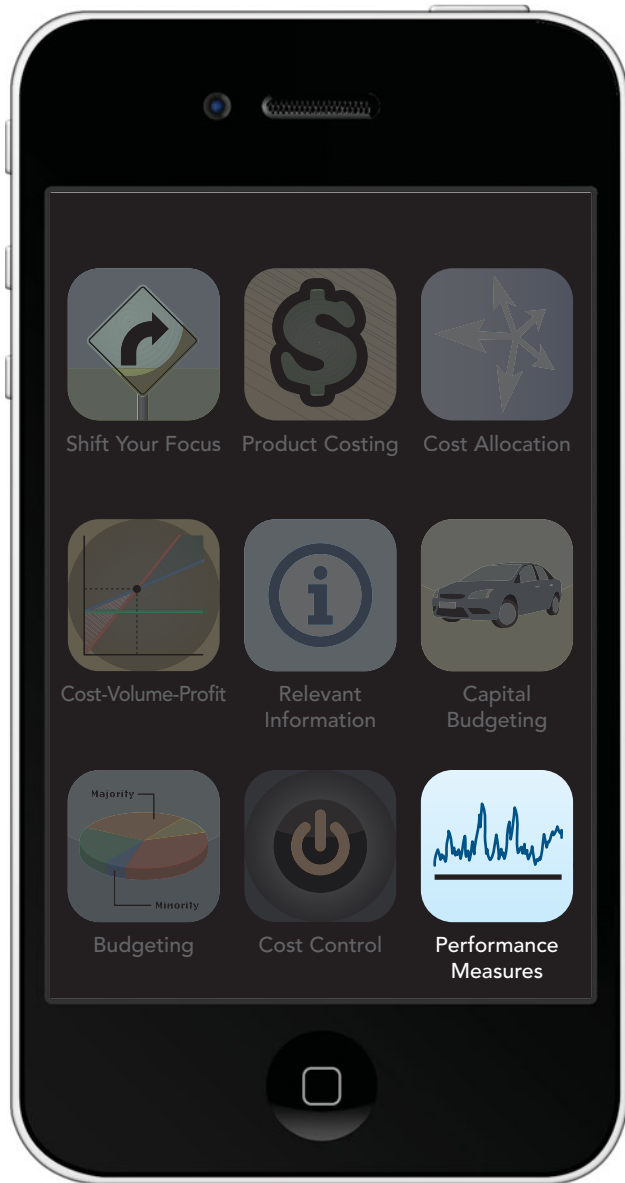 Shift Your Focus
Product Costing
Cost Allocation
Cost-Volume-Profit
Relevant
Information
Capital
Budgeting
Majority
Minority
Budgeting
Cost Control
Performance
Measures